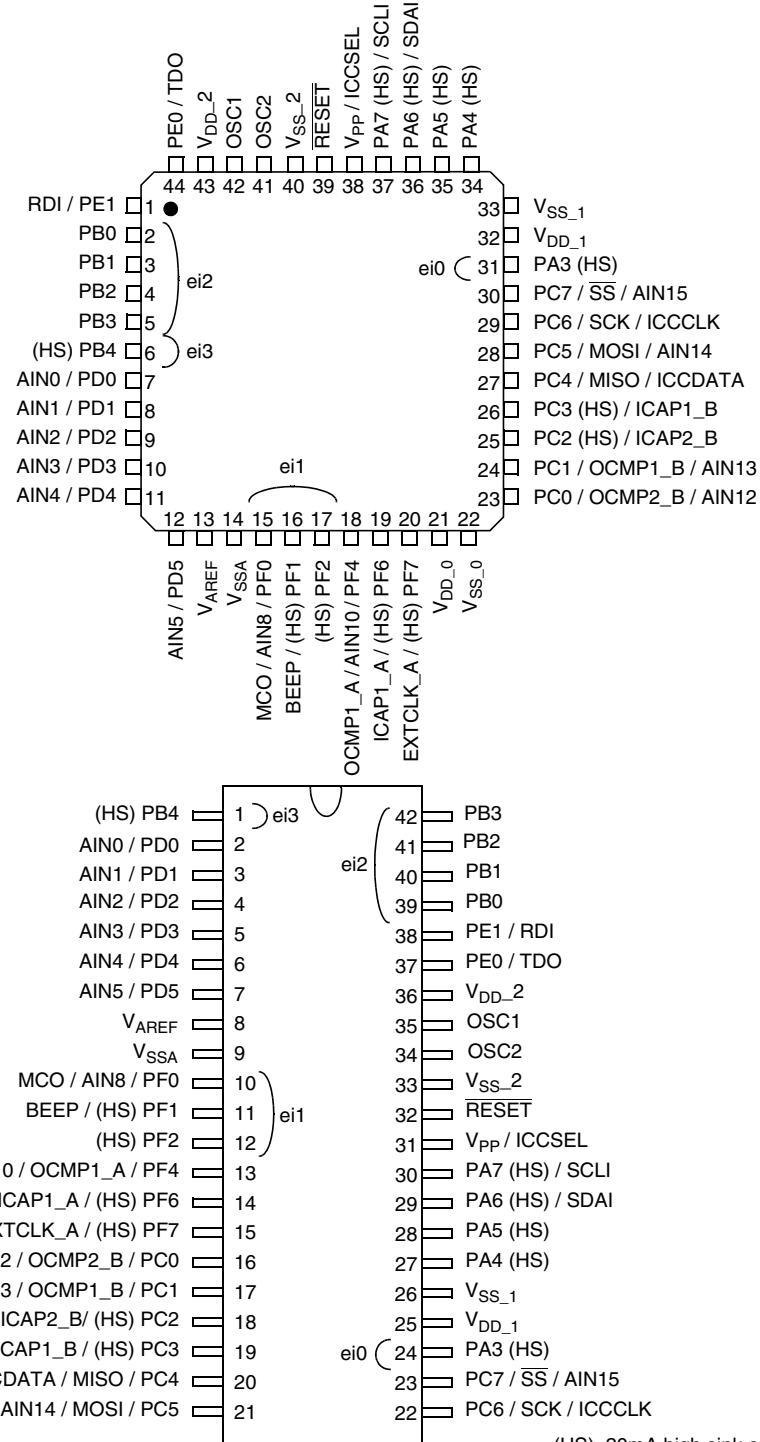 PE0 / TDO
VDD_2
OSC1
OSC2
VSS_2
RESET
VPP / ICCSEL
PA7 (HS) / SCLI
PA6 (HS) / SDAI
PA5 (HS)
PA4 (HS)
44 43 42 41 40 39 38 37 36 35 34
RDI / PE1 1
PB0 2
PB1 3
PB2 4
PB3 5
ei2
(HS) PB4 6 ei3
AIN0 / PD0 7
AIN1 / PD1 8
AIN2 / PD2 9
AIN3 / PD3 10
AIN4 / PD4 11
33 VSS_1
32 VDD_1
ei0 31 PA3 (HS)
30 PC7 / SS / AIN15
29 PC6 / SCK / ICCCLK
28 PC5 / MOSI / AIN14
27 PC4 / MISO / ICCDATA
26 PC3 (HS) / ICAP1_B
25 PC2 (HS) / ICAP2_B
24 PC1 / OCMP1_B / AIN13
23 PC0 / OCMP2_B / AIN12
ei1
12 13 14 15 16 17 18 19 20 21 22
AIN5 / PD5
VAREF
VSSA
MCO / AIN8 / PF0
BEEP / (HS) PF1
(HS) PF2
OCMP1_A / AIN10 / PF4
ICAP1_A / (HS) PF6
EXTCLK_A / (HS) PF7
VDD_0
VSS_0
(HS) PB4 1 ei3
AIN0 / PD0 2
AIN1 / PD1 3
AIN2 / PD2 4
AIN3 / PD3 5
AIN4 / PD4 6
AIN5 / PD5 7
VAREF 8
VSSA 9
MCO / AIN8 / PF0 10
BEEP / (HS) PF1 11 ei1
(HS) PF2 12
0 / OCMP1_A / PF4 13
CAP1_A / (HS) PF6 14
TCLK_A / (HS) PF7 15
2 / OCMP2_B / PC0 16
3 / OCMP1_B / PC1 17
ICAP2_B/ (HS) PC2 18
CAP1_B / (HS) PC3 19
DATA / MISO / PC4 20
AIN14 / MOSI / PC5 21
42 PB3
41 PB2
ei2
40 PB1
39 PB0
38 PE1 / RDI
37 PE0 / TDO
36 VDD_2
35 OSC1
34 OSC2
33 VSS_2
32 RESET
31 VPP / ICCSEL
30 PA7 (HS) / SCLI
29 PA6 (HS) / SDAI
28 PA5 (HS)
27 PA4 (HS)
26 VSS_1
25 VDD_1
ei0 24 PA3 (HS)
23 PC7 / SS / AIN15
22 PC6 / SCK / ICCCLK